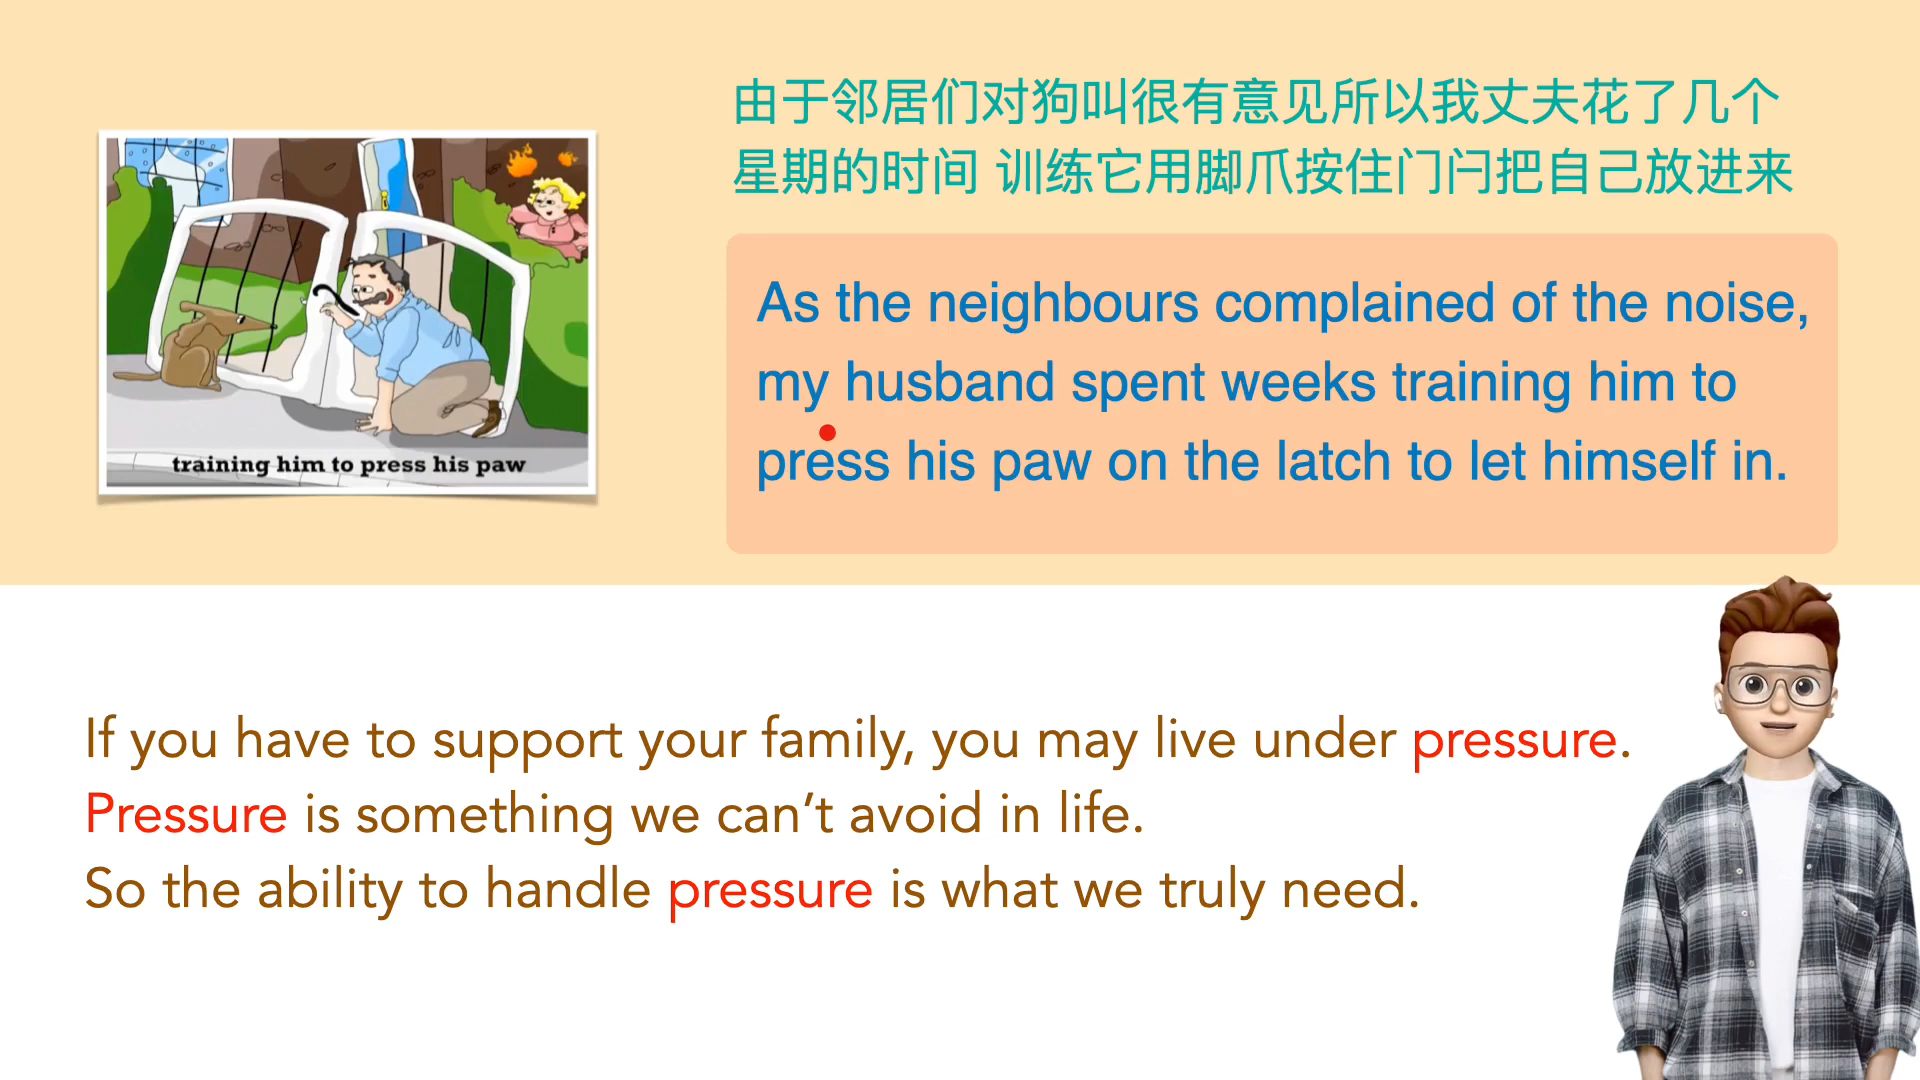 由于邻居们对狗叫很有意见所以我丈夫花了几个
星期的时间 训练它用脚爪按住门闩把自己放进来
As the neighbours complained of the noise,
my husband spent weeks training him to
press his paw on the latch to let himself in.
training him to press his paw
If you have to support your family, you may live under pressure.
Pressure is something we can’t avoid in life.
So the ability to handle pressure is what we truly need.